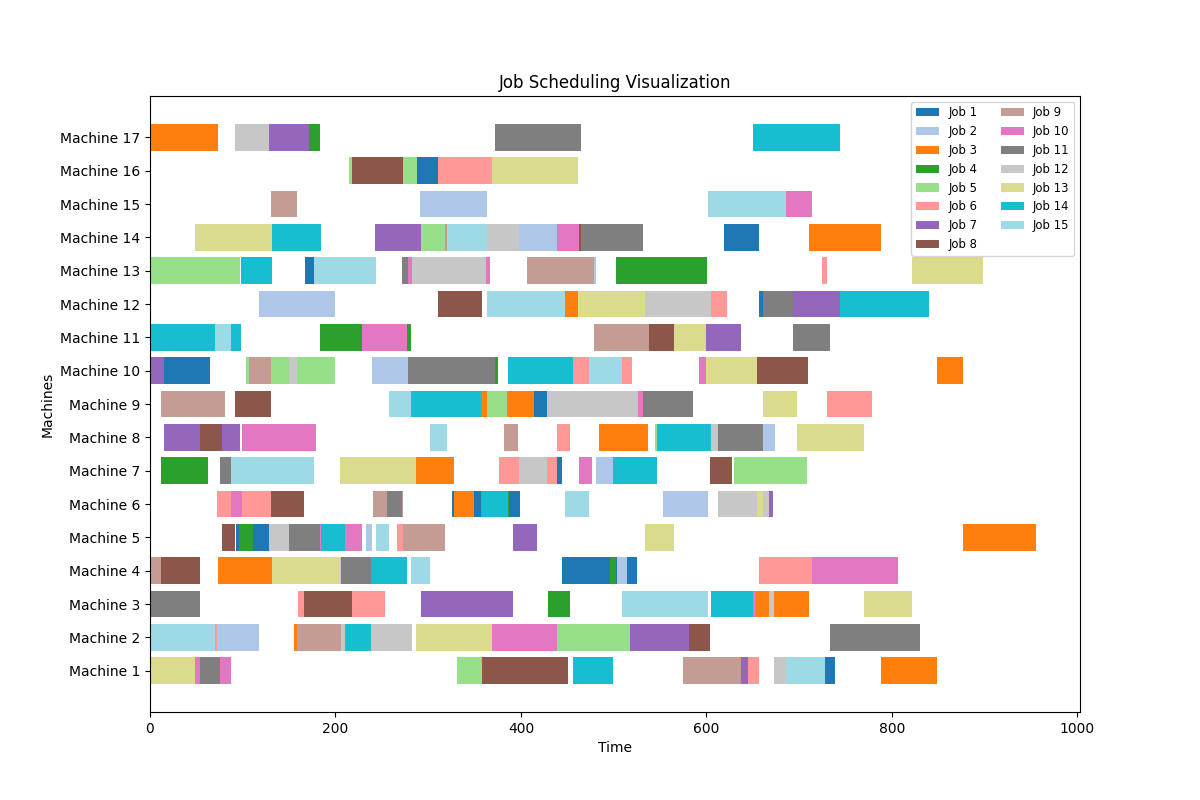 Job Scheduling Visualization
Machine 17
Machine 16
Machine 15
Machine 14
Machine 13
Machine 12
Machine 11
Machine 10
Machine 9
Machine 8
Machine 7
Machine 6
Machine 5
Machine 4
Machine 3
Machine 2
Machine 1
Machines
0 200 400 600 800 1000
Time
Job 1
Job 2
Job 3
Job 4
Job 5
Job 6
Job 7
Job 8
Job 9
Job 10
Job 11
Job 12
Job 13
Job 14
Job 15